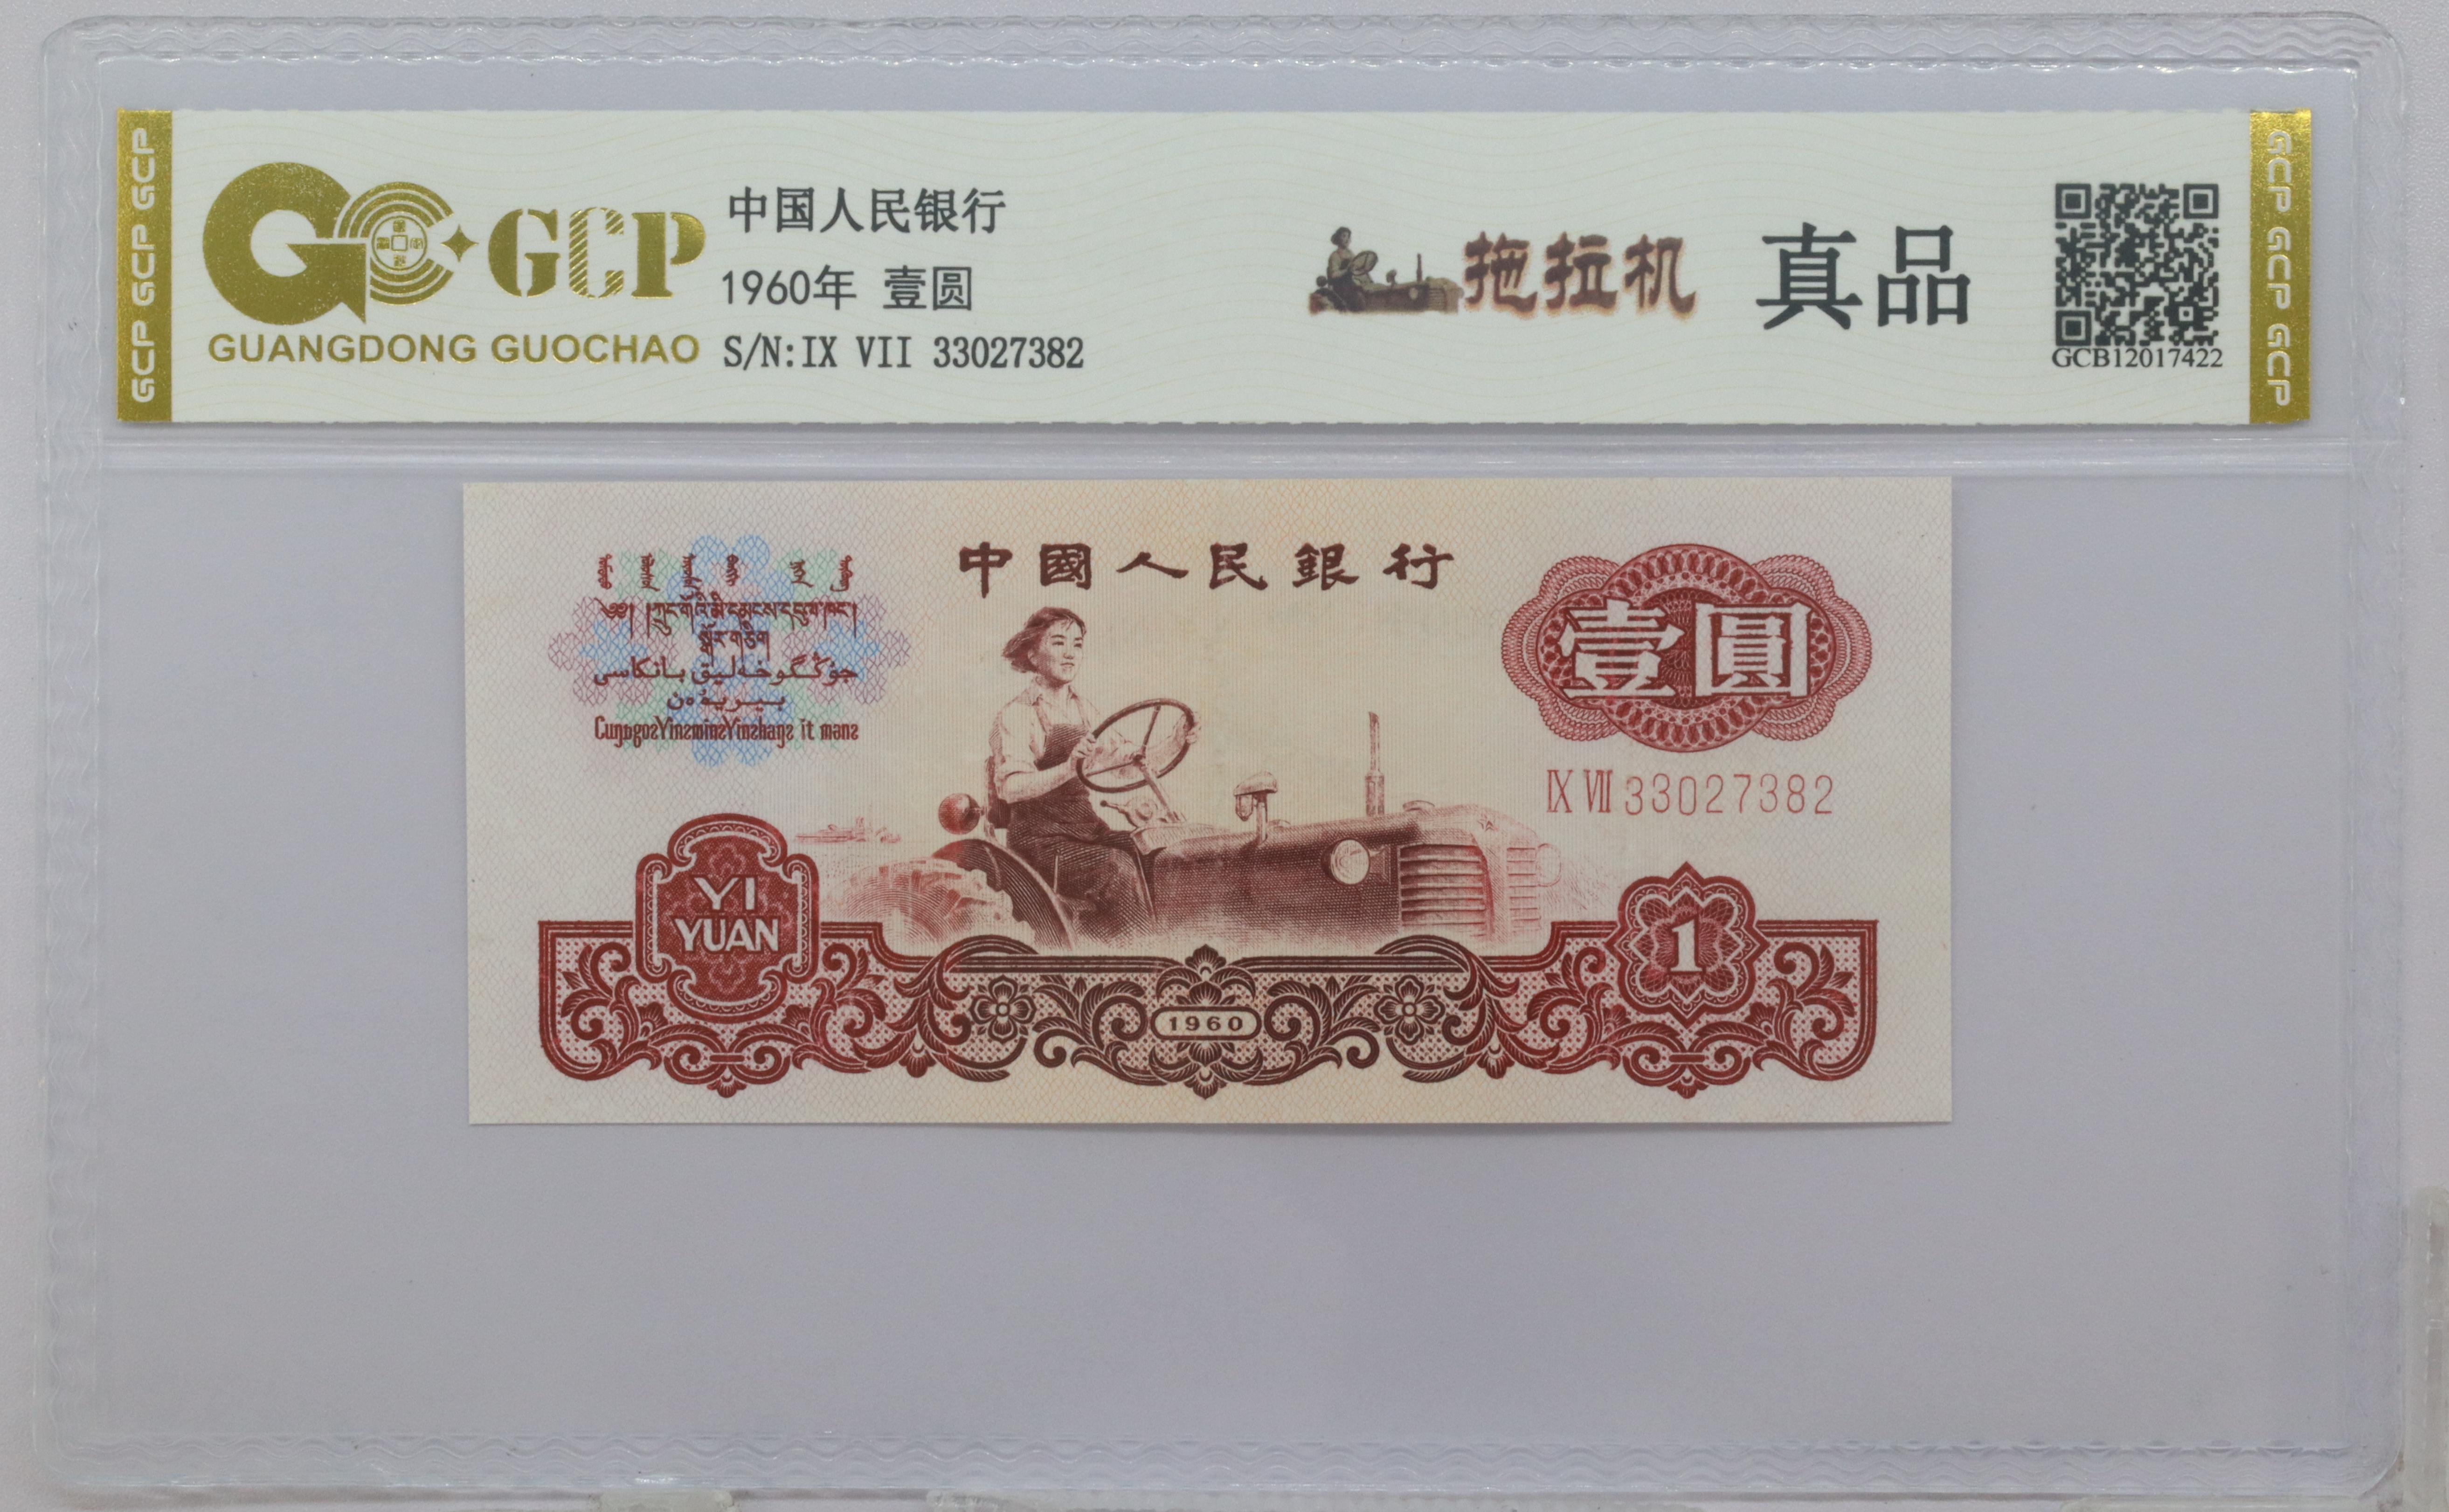 GCP GCP GCP
GCP
GUANGDONG GUOCHAO
中国人民银行
1960年 壹圆
S/N:IX VII 33027382
拖拉机
真品
GCB12017422
GCP GCP GCP
中國人民銀行
壹圓
IX VII 33027382
YI
YUAN
1960
1